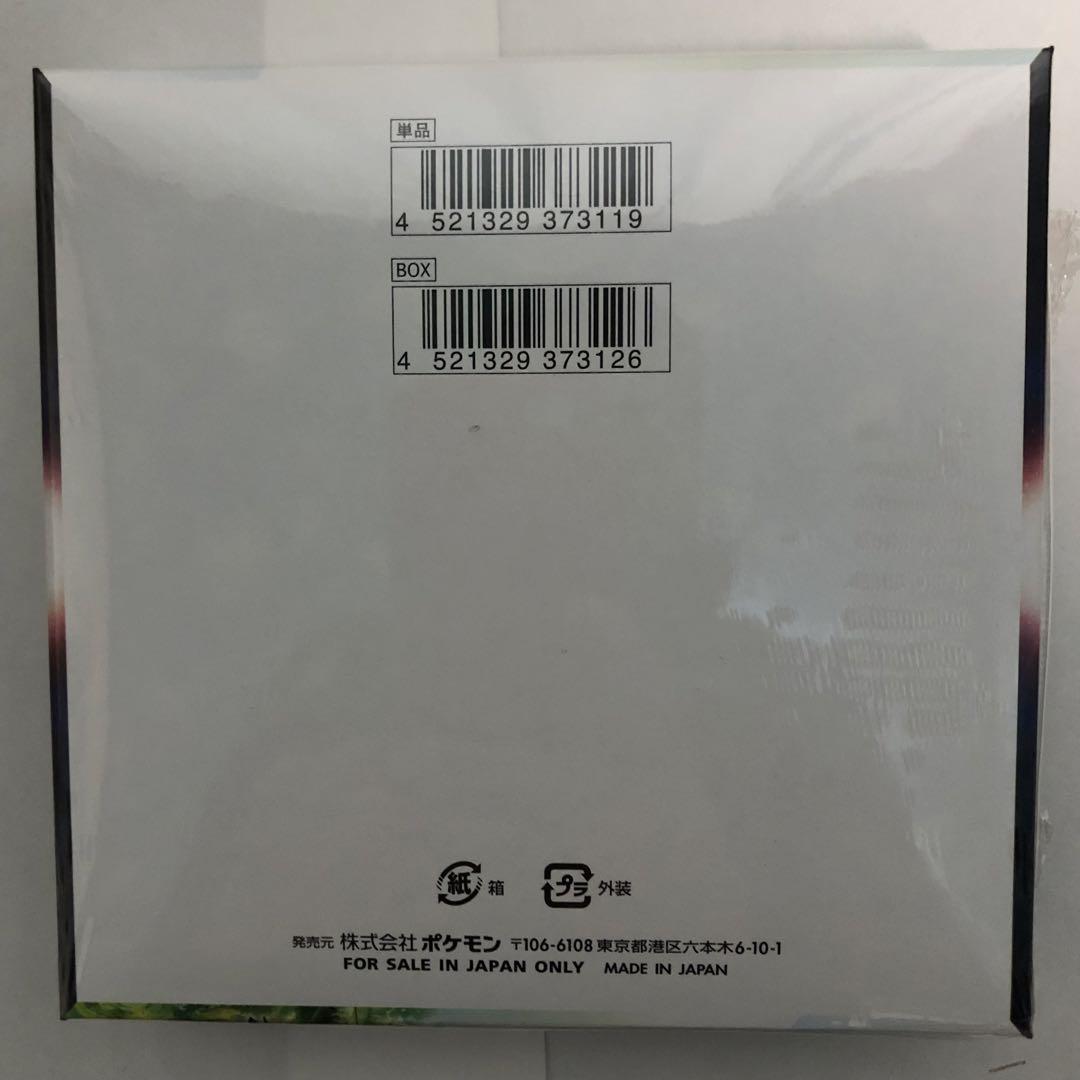 単品
4 521329 373119
BOX
4 521329 373126
紙 箱 プラ 外装
発売元 株式会社 ポケモン 〒106-6108 東京都港区六本木6-10-1
FOR SALE IN JAPAN ONLY MADE IN JAPAN